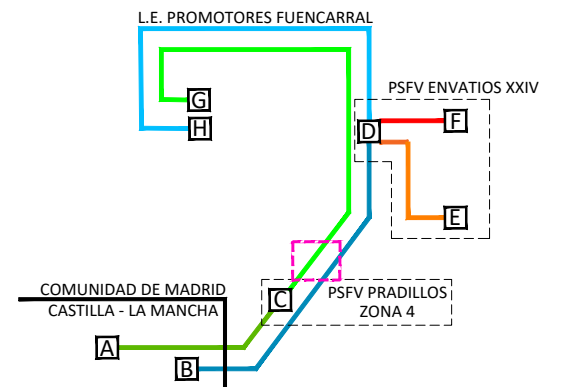 L.E. PROMOTORES FUENCARRAL
PSFV ENVATIOS XXIV
G
H
D
F
E
C
PSFV PRADILLOS
ZONA 4
COMUNIDAD DE MADRID
CASTILLA - LA MANCHA
A
B